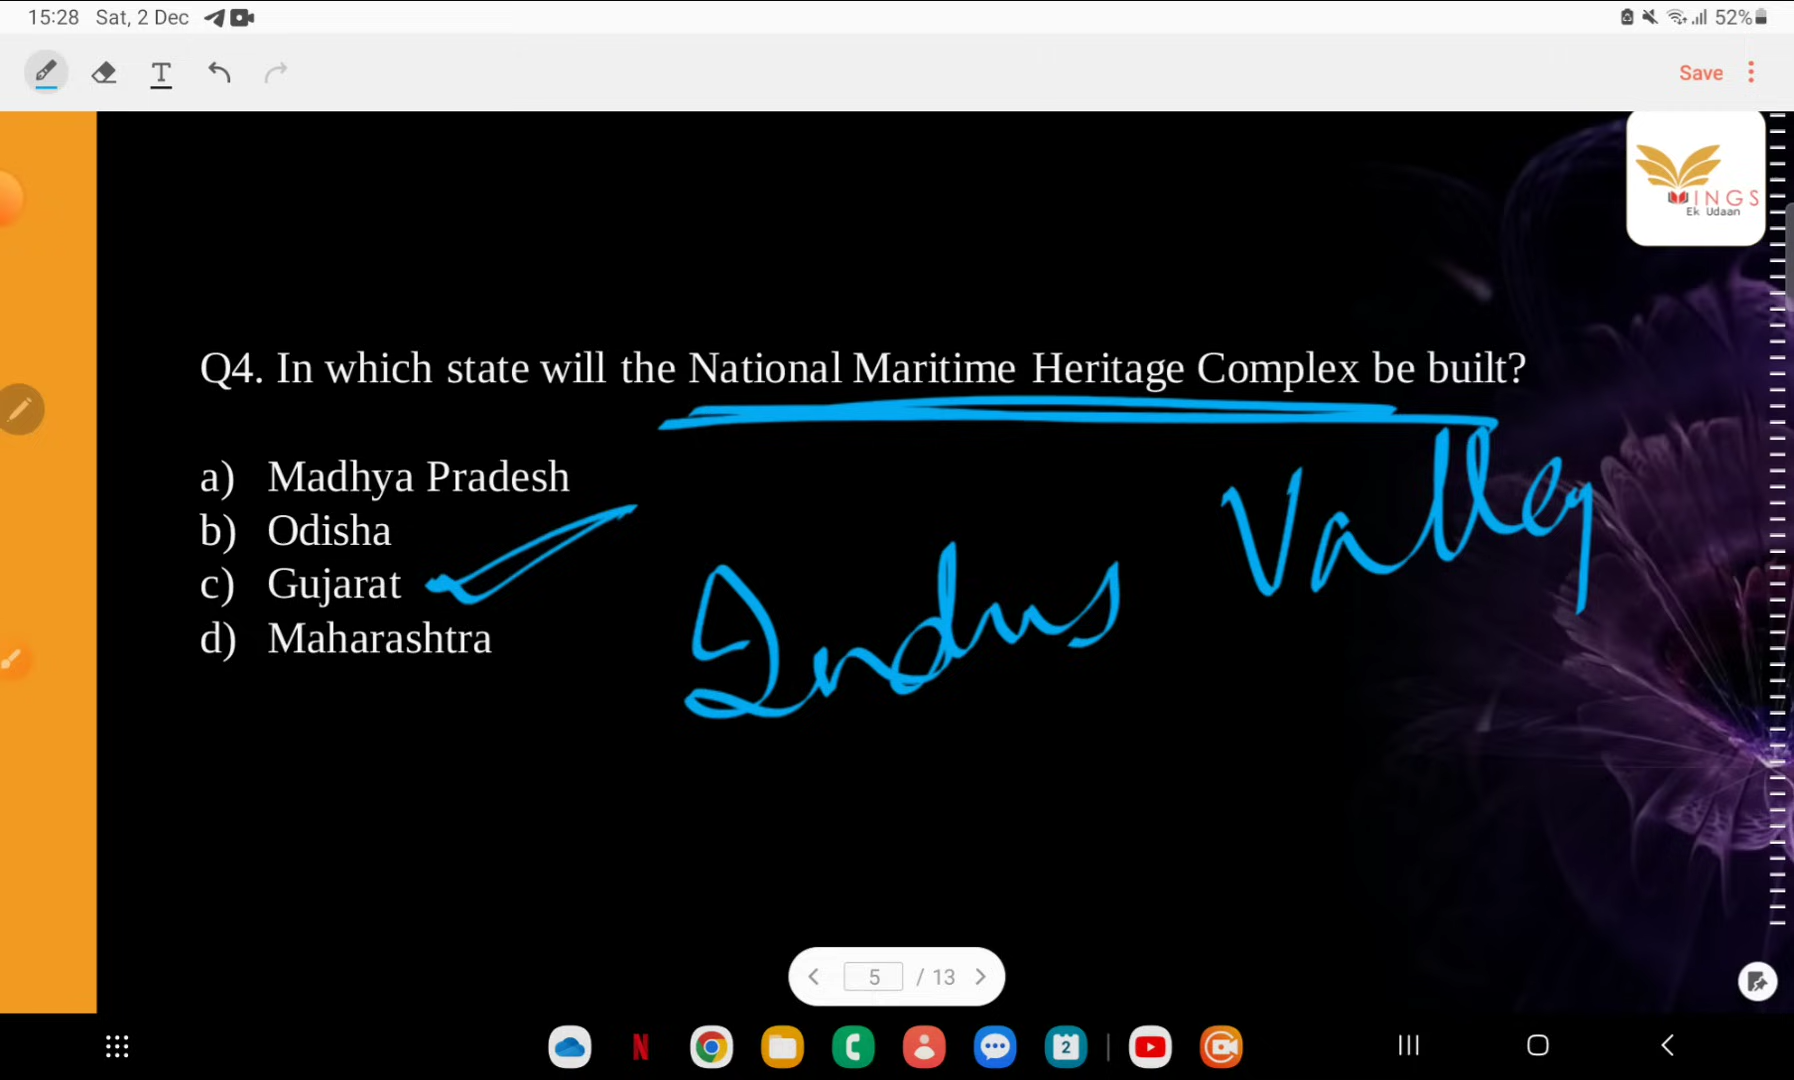 15:28 Sat, 2 Dec 52%
T Save
WINGS
Ek Udaan
Q4. In which state will the National Maritime Heritage Complex be built?
a) Madhya Pradesh
b) Odisha
c) Gujarat
d) Maharashtra
Indus Valley
5 / 13
N 2